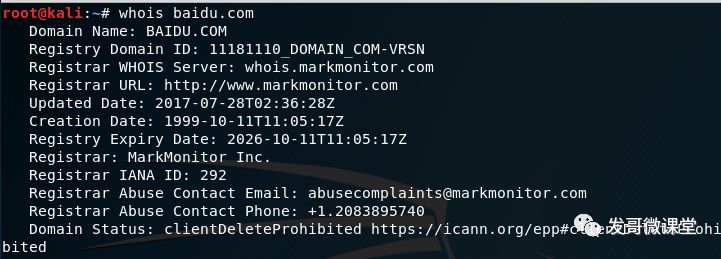 root@kali:~# whois baidu.com
Domain Name: BAIDU.COM
Registry Domain ID: 11181110_DOMAIN_COM-VRSN
Registrar WHOIS Server: whois.markmonitor.com
Registrar URL: http://www.markmonitor.com
Updated Date: 2017-07-28T02:36:28Z
Creation Date: 1999-10-11T11:05:17Z
Registry Expiry Date: 2026-10-11T11:05:17Z
Registrar: MarkMonitor Inc.
Registrar IANA ID: 292
Registrar Abuse Contact Email: abusecomplaints@markmonitor.com
Registrar Abuse Contact Phone: +1.2083895740
发哥微课堂
Domain Status: clientDeleteProhibited https://icann.org/epp#
bited